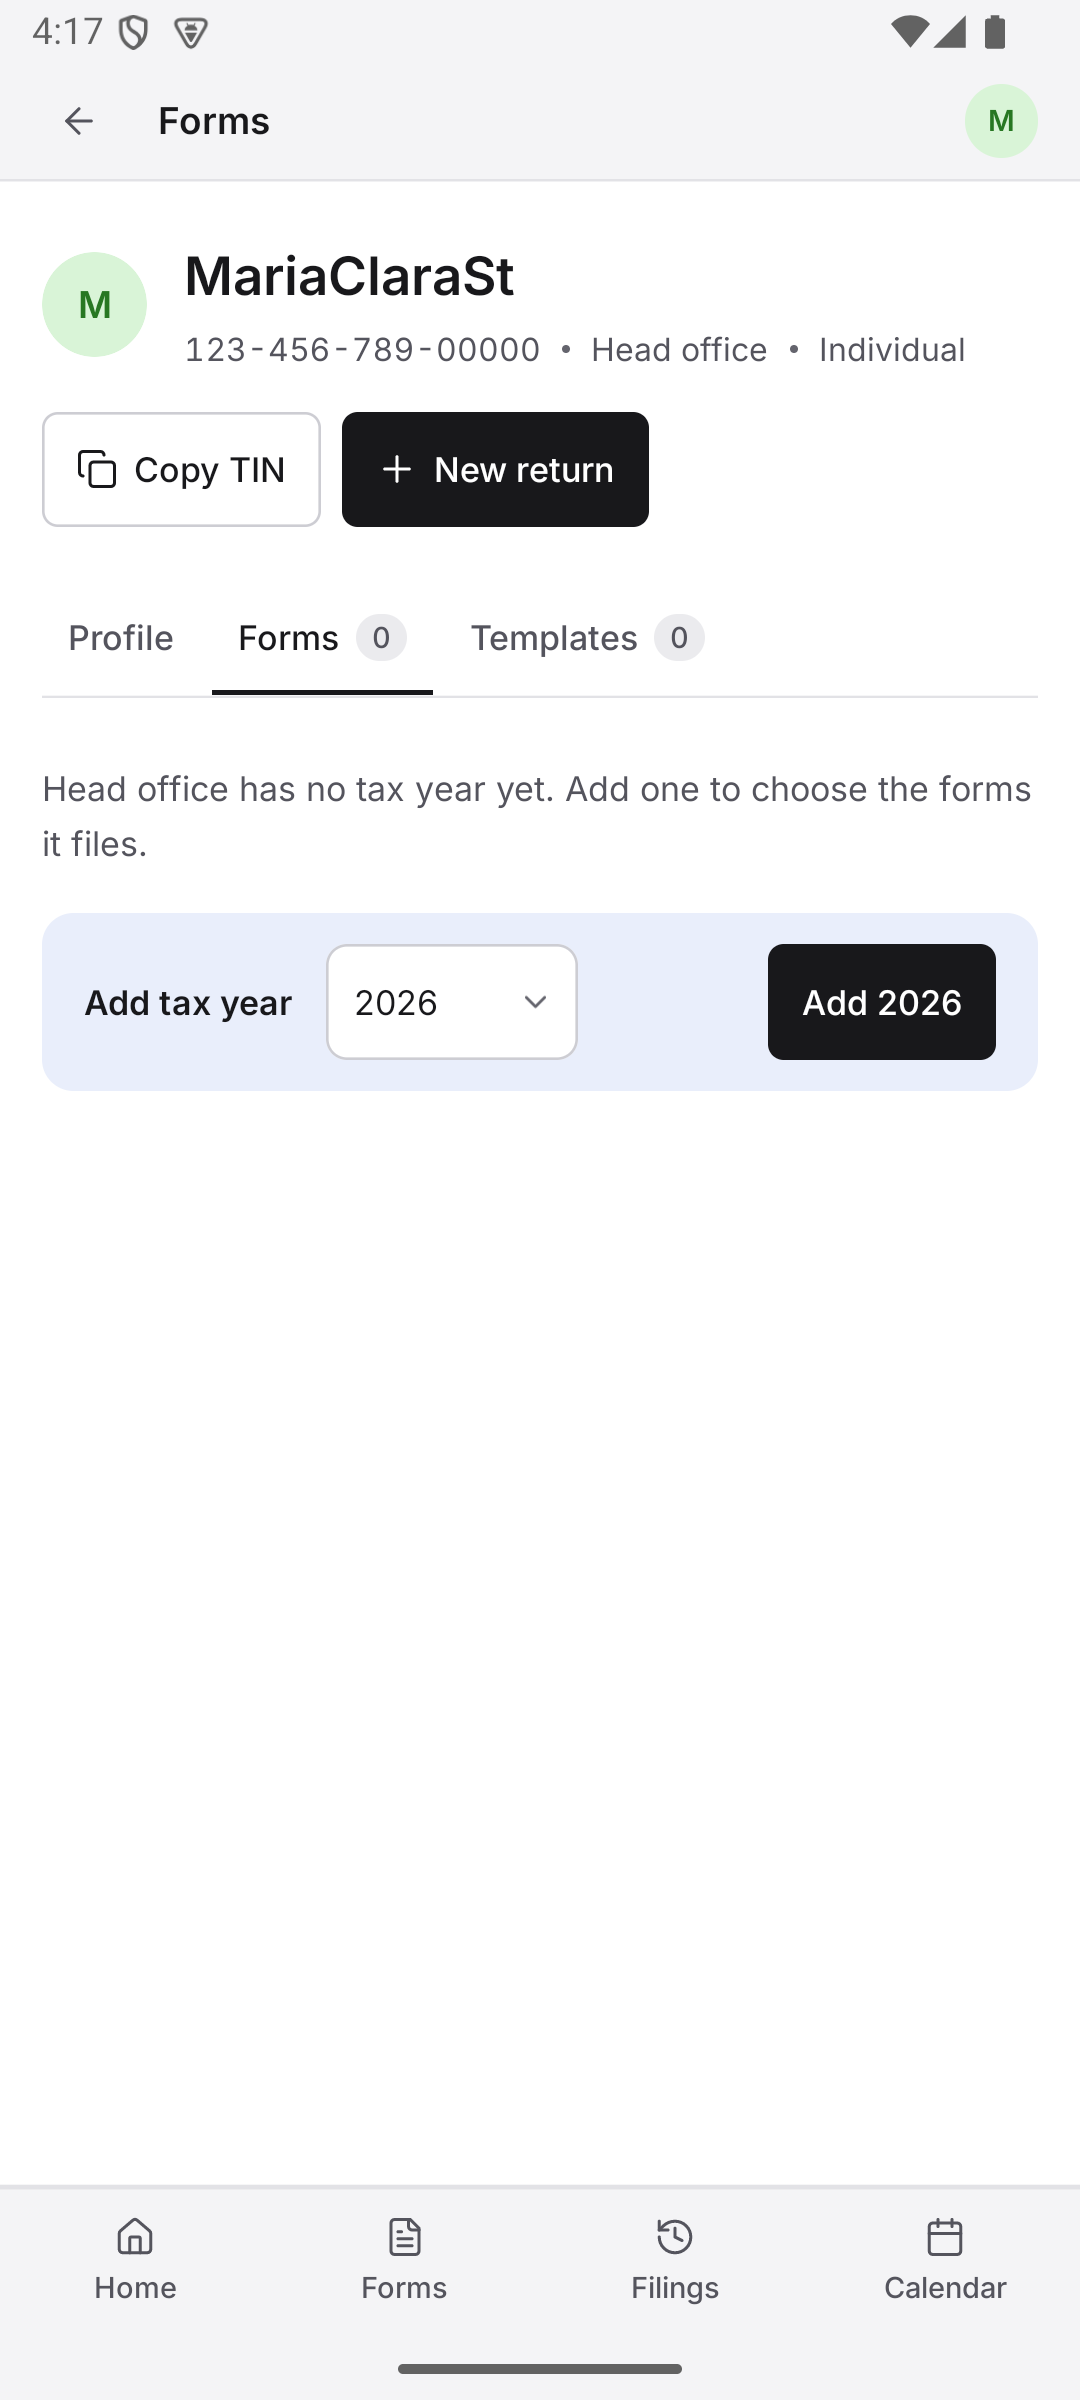 4:17
Forms
M
M
MariaClaraSt
123-456-789-00000 • Head office • Individual
Copy TIN
New return
Profile
Forms 0
Templates 0
Head office has no tax year yet. Add one to choose the forms
it files.
Add tax year
2026
Add 2026
Home
Forms
Filings
Calendar